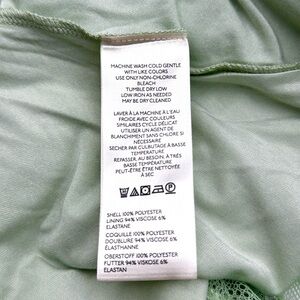 MACHINE WASH COLD GENTLE
WITH LIKE COLORS
USE ONLY NON-CHLORINE
BLEACH
TUMBLE DRY LOW
LOW IRON AS NEEDED
MAY BE DRY CLEANED
LAVER À LA MACHINE À L'EAU
FROIDE AVEC COULEURS
SIMILAIRES CYCLE DÉLICAT
UTILISER UN AGENT DE
BLANCHIMENT SANS CHLORE SI
NECESSAIRE
SECHER PAR CULBUTAGE À BASSE
TEMPÉRATURE
REPASSER, AU BESOIN, À TRÈS
BASSE TEMPÉRATURE
PEUT-ÊTRE ÊTRE NETTOYÉE
À SEC
SHELL 100% POLYESTER
LINING 94% VISCOSE 6%
ELASTANE
COQUILLE 100% POLYESTER
DOUBLURE 94% VISCOSE 6%
ÉLASTHANNE
OBERSTOFF 100% POLYESTER
FUTTER 94% VISKOSE 6%
ELASTAN